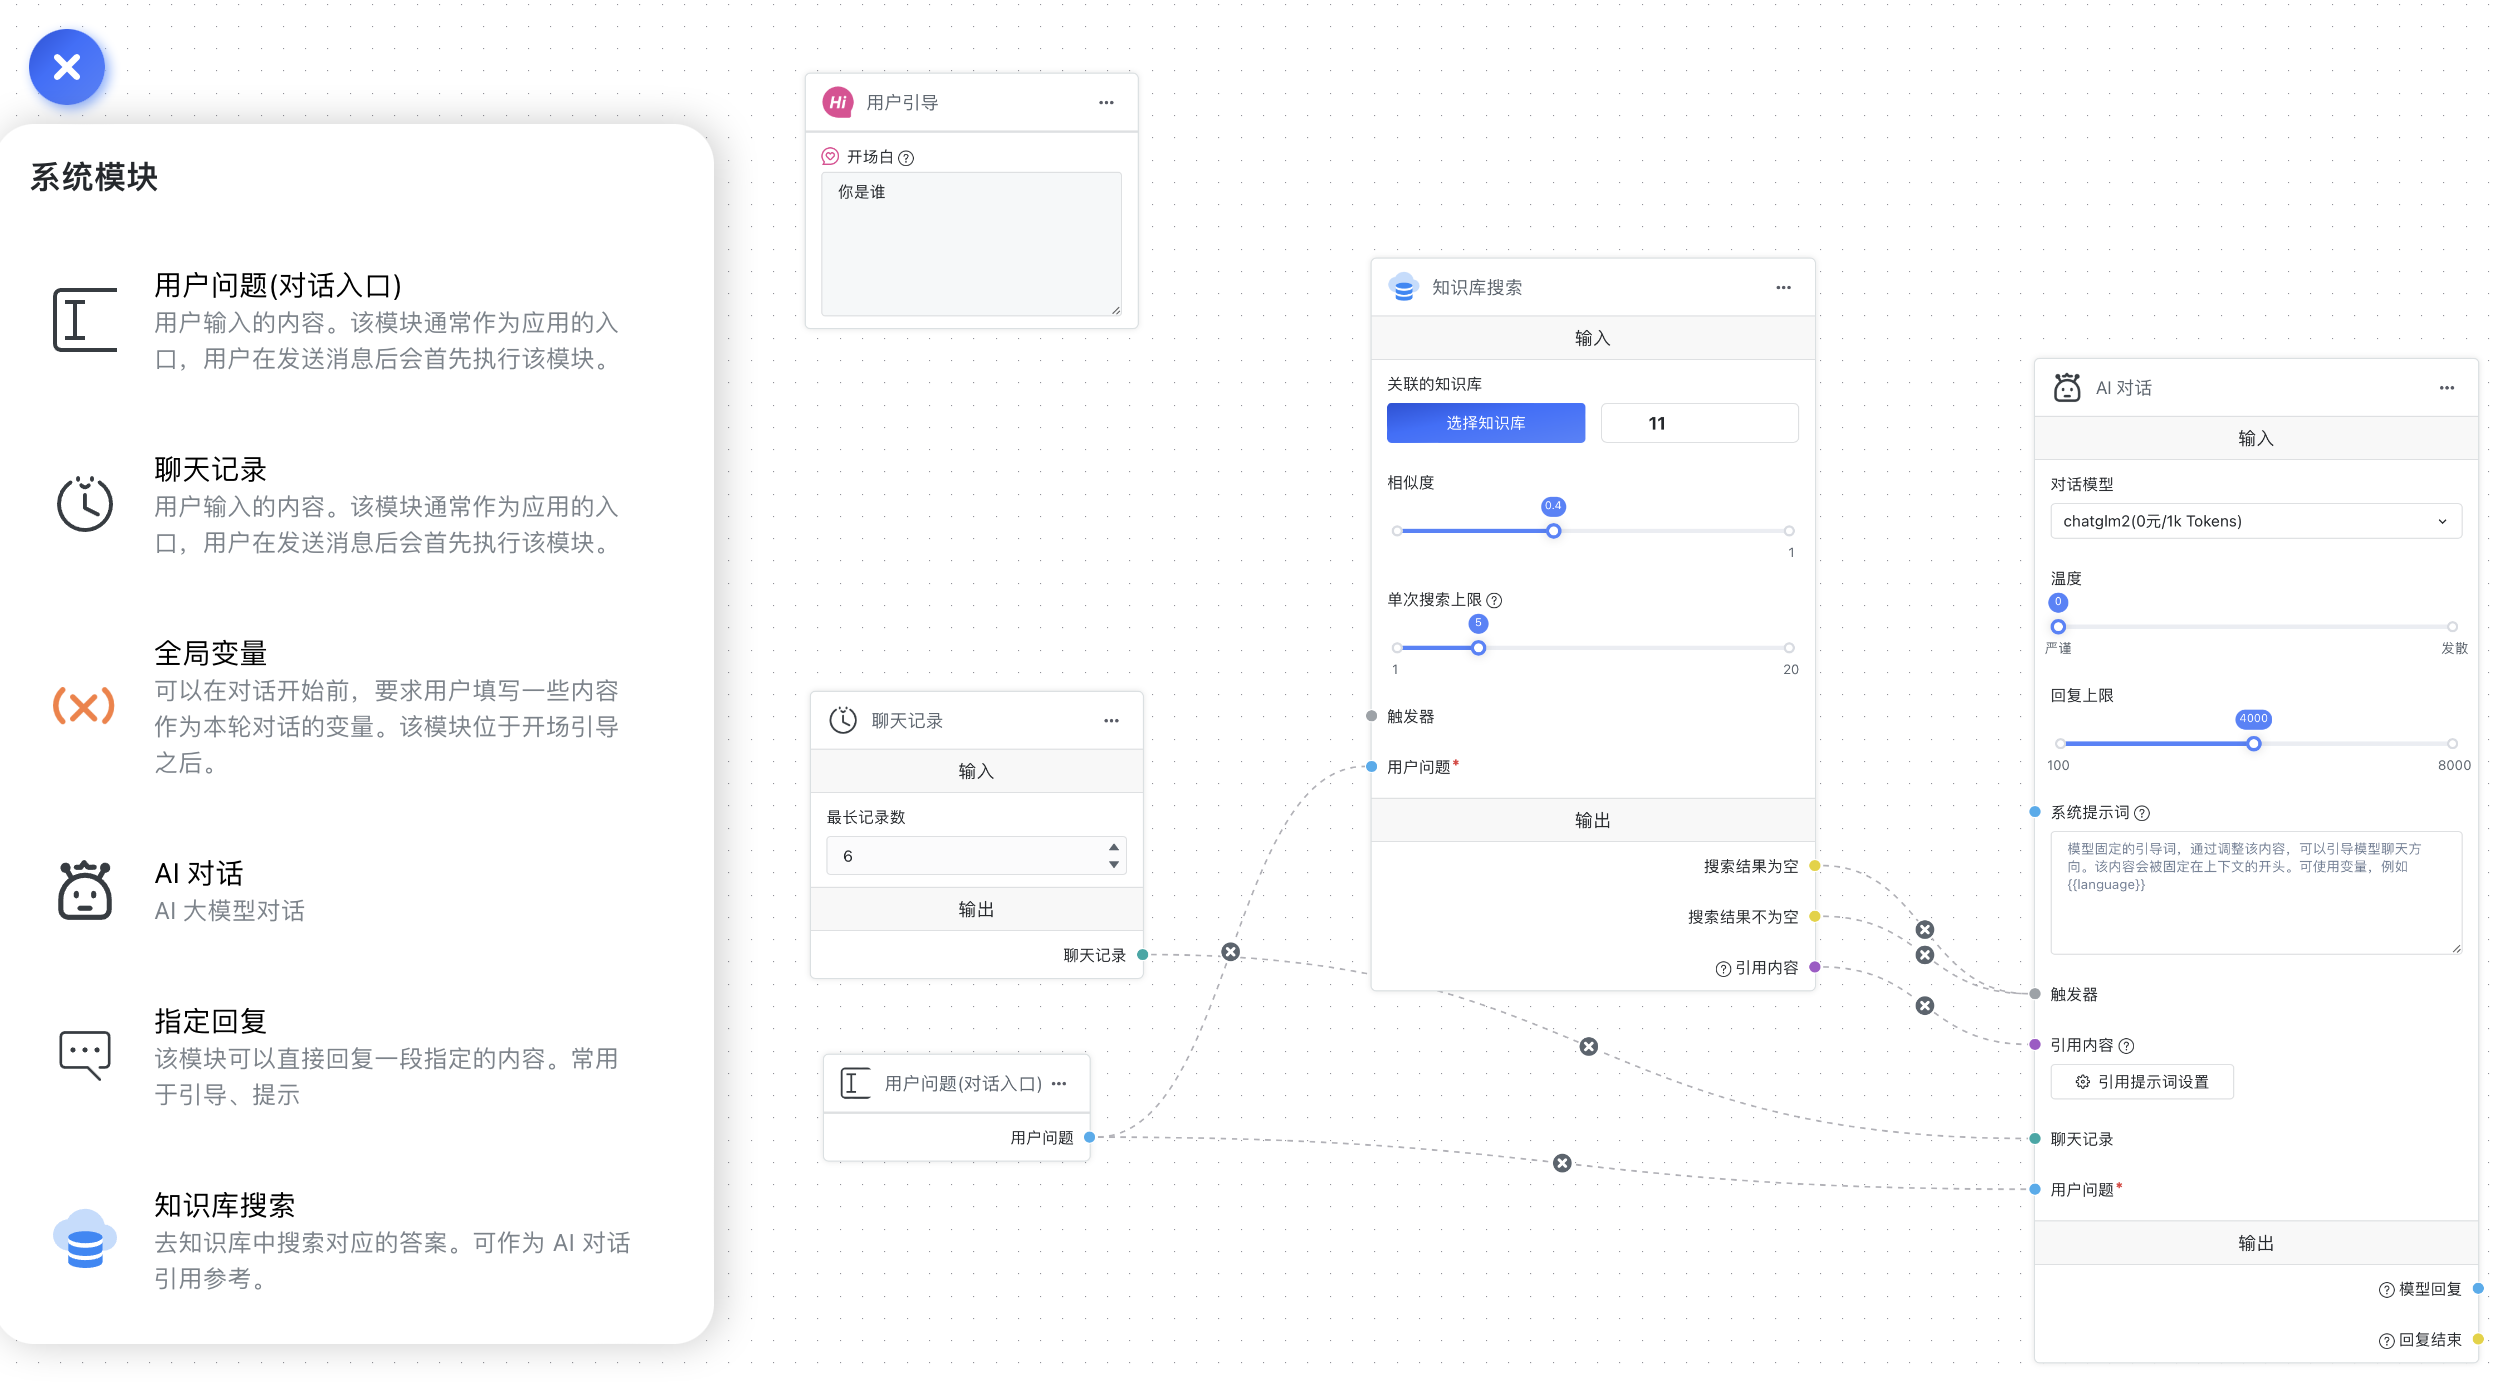 系统模块
用户问题(对话入口)
用户输入的内容。该模块通常作为应用的入
口，用户在发送消息后会首先执行该模块。
聊天记录
用户输入的内容。该模块通常作为应用的入
口，用户在发送消息后会首先执行该模块。
全局变量
可以在对话开始前，要求用户填写一些内容
作为本轮对话的变量。该模块位于开场引导
之后。
AI 对话
AI 大模型对话
指定回复
该模块可以直接回复一段指定的内容。常用
于引导、提示
知识库搜索
去知识库中搜索对应的答案。可作为 AI 对话
引用参考。
Hi 用户引导
开场白
你是谁
聊天记录
输入
最长记录数
6
输出
聊天记录
用户问题(对话入口)
用户问题
知识库搜索
输入
关联的知识库
选择知识库
11
相似度
0.4
1
单次搜索上限
5
1
20
触发器
用户问题*
输出
搜索结果为空
搜索结果不为空
引用内容
AI 对话
输入
对话模型
chatglm2(0元/1k Tokens)
温度
0
严谨
发散
回复上限
4000
100
8000
系统提示词
模型固定的引导词，通过调整该内容，可以引导模型聊天方
向。该内容会被固定在上下文的开头。可使用变量，例如
{{language}}
触发器
引用内容
引用提示词设置
聊天记录
用户问题*
输出
模型回复
回复结束